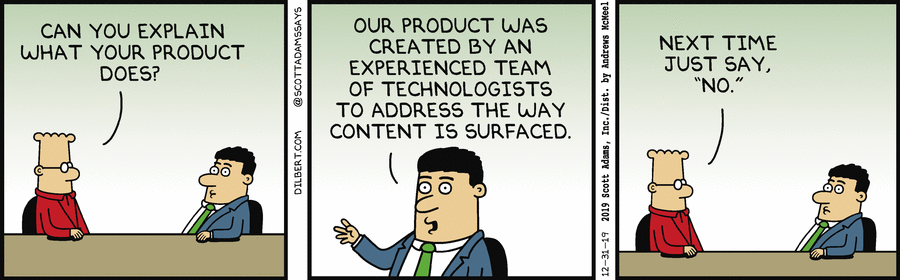 CAN YOU EXPLAIN
WHAT YOUR PRODUCT
DOES?
DILBERT.COM @SCOTTADAMSSAYS
OUR PRODUCT WAS
CREATED BY AN
EXPERIENCED TEAM
OF TECHNOLOGISTS
TO ADDRESS THE WAY
CONTENT IS SURFACED.
12-31-19 2019 Scott Adams, Inc./Dist. by Andrews McMeel
NEXT TIME
JUST SAY,
“NO.”